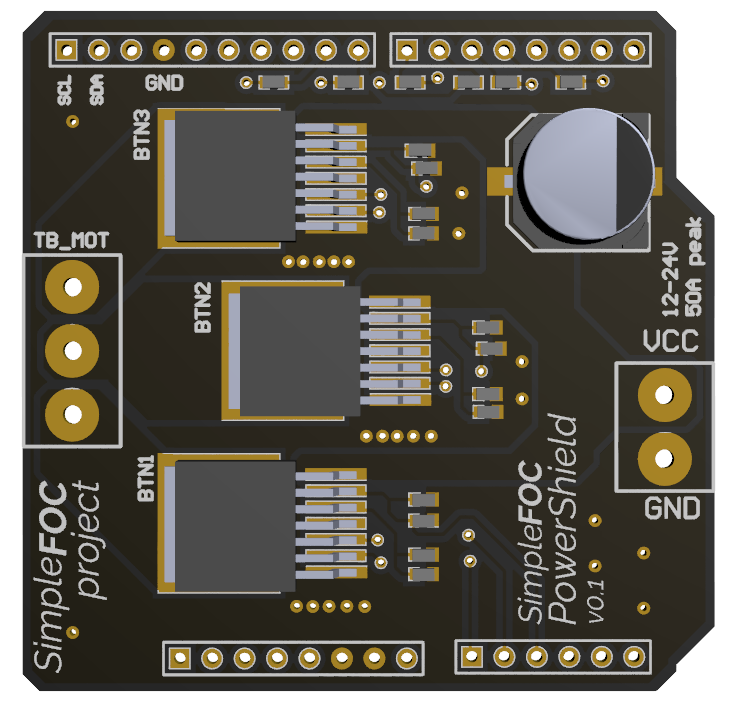 SCL
SDA
GND
BTN3
TB_MOT
12-24V
50A peak
BTN2
VCC
BTN1
GND
SimpleFOC
project
SimpleFOC
PowerShield
v0.1